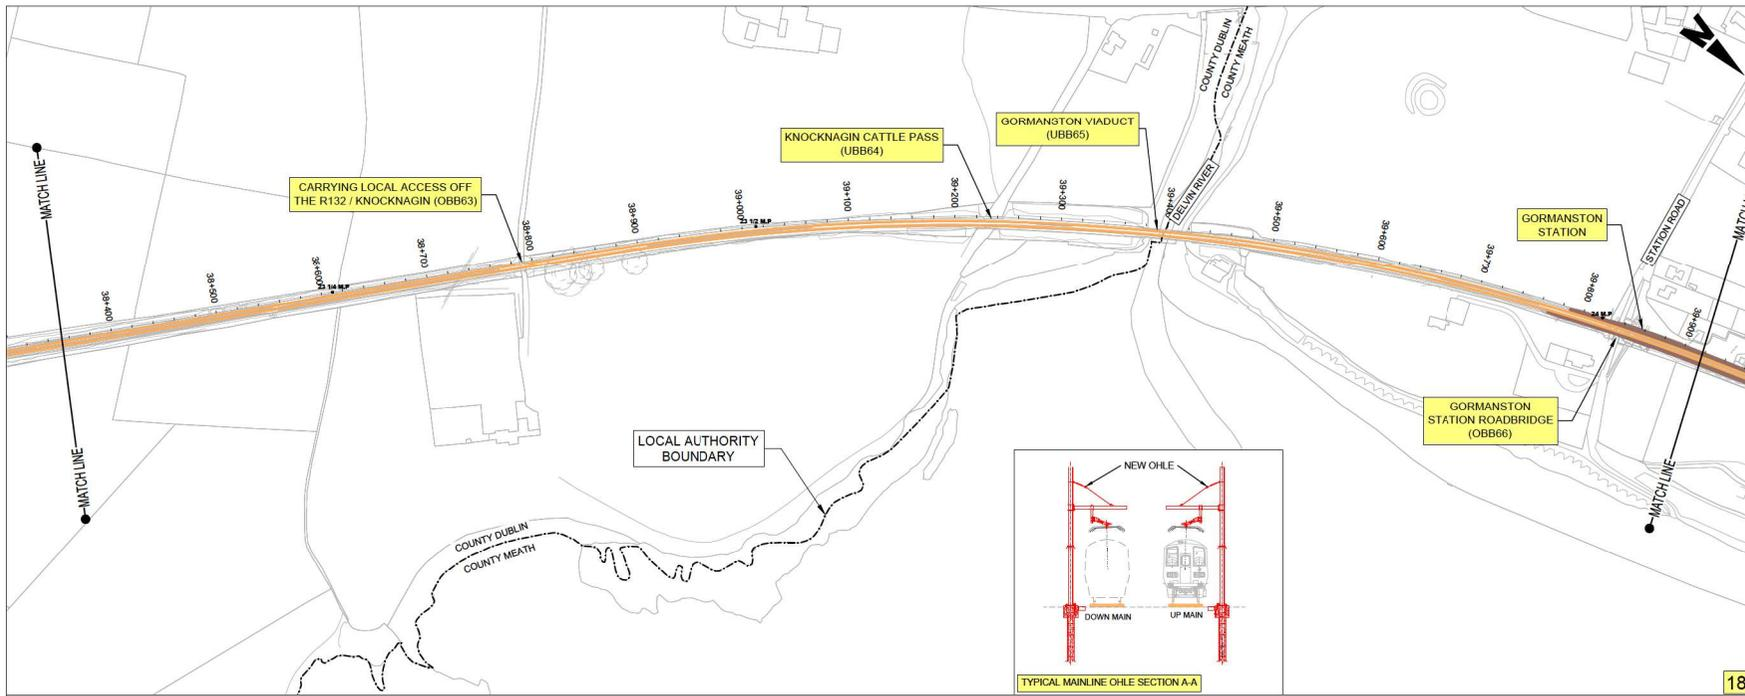 COUNTY DUBLIN
COUNTY MEATH
N
GORMANSTON VIADUCT
(UBB65)
KNOCKNAGIN CATTLE PASS
(UBB64)
MATCH LINE
CARRYING LOCAL ACCESS OFF
THE R132 / KNOCKNAGIN (OBB63)
DELVIN RIVER
STATION ROAD
GORMANSTON
STATION
38+400
38+500
38+600
23 1/4 M.P
38+700
38+800
38+900
39+000
23 1/2 M.P
39+100
39+200
39+300
39+400
39+500
39+600
39+700
39+800
24 M.P
39+900
GORMANSTON
STATION ROADBRIDGE
(OBB66)
LOCAL AUTHORITY
BOUNDARY
MATCH LINE
MATCH LINE
COUNTY DUBLIN
COUNTY MEATH
NEW OHLE
DOWN MAIN
UP MAIN
TYPICAL MAINLINE OHLE SECTION A-A
18